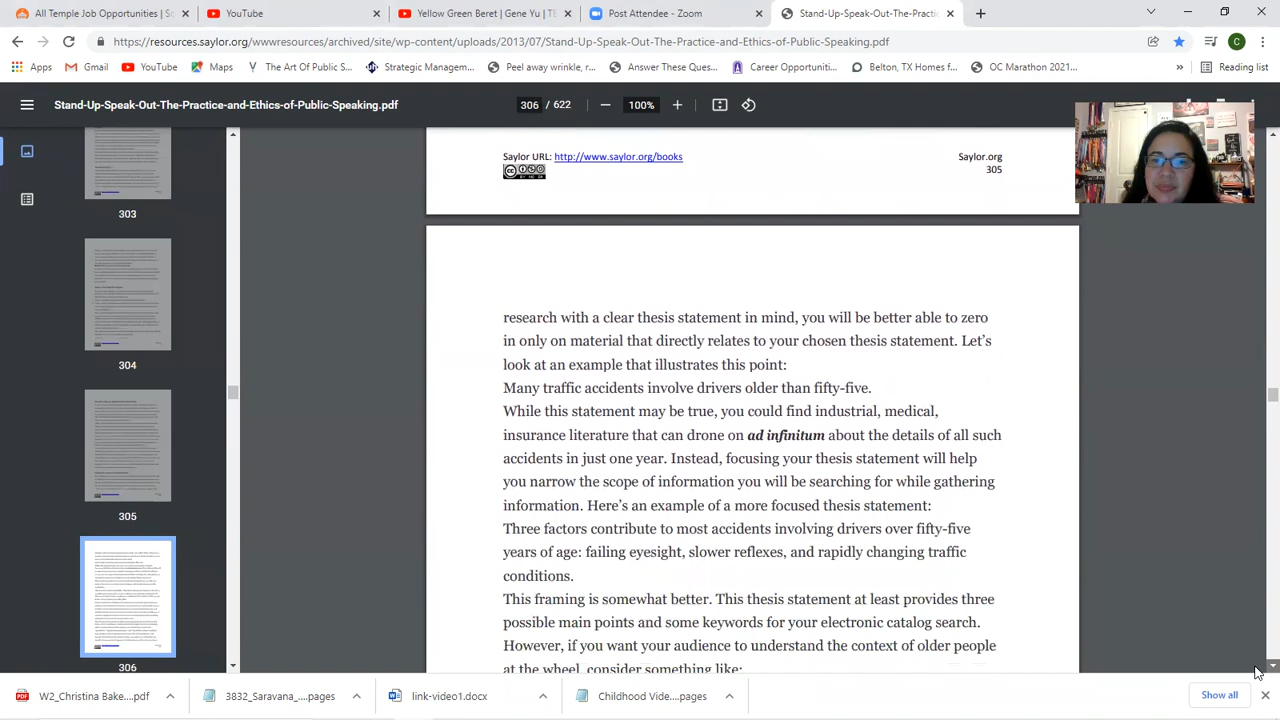 All Temple Job Opportunities | Sc
YouTube
Yellow Green Beret | Gene Yu | TE
Post Attendee - Zoom
Stand-Up-Speak-Out-The-Practic
https://resources.saylor.org/wwwresources/archived/site/wp-content/uploads/2013/07/Stand-Up-Speak-Out-The-Practice-and-Ethics-of-Public-Speaking.pdf
C
Apps
Gmail
YouTube
Maps
The Art Of Public S...
Strategic Managem...
Peel away wrinkle, r...
Answer These Que...
Career Opportuniti...
Belton, TX Homes f...
OC Marathon 2021...
Reading list
Stand-Up-Speak-Out-The-Practice-and-Ethics-of-Public-Speaking.pdf
306 / 622
100%
Saylor URL: http://www.saylor.org/books
Saylor.org
305
303
304
305
306
research with a clear thesis statement in mind, you will be better able to zero
in only on material that directly relates to your chosen thesis statement. Let's
look at an example that illustrates this point:
Many traffic accidents involve drivers older than fifty-five.
While this statement may be true, you could find industrial, medical,
insurance literature that can drone on ad infinitum about the details of all such
accidents in just one year. Instead, focusing your thesis statement will help
you narrow the scope of information you will be searching for while gathering
information. Here's an example of a more focused thesis statement:
Three factors contribute to most accidents involving drivers over fifty-five
years of age: failing eyesight, slower reflexes, and rapidly changing traffic
conditions.
This framing is somewhat better. This thesis statement at least provides three
possible main points and some keywords for your electronic catalog search.
However, if you want your audience to understand the context of older people
at the wheel, consider something like:
W2_Christina Bake....pdf
3832_Saravana_....pages
link-video1.docx
Childhood Vide....pages
Show all